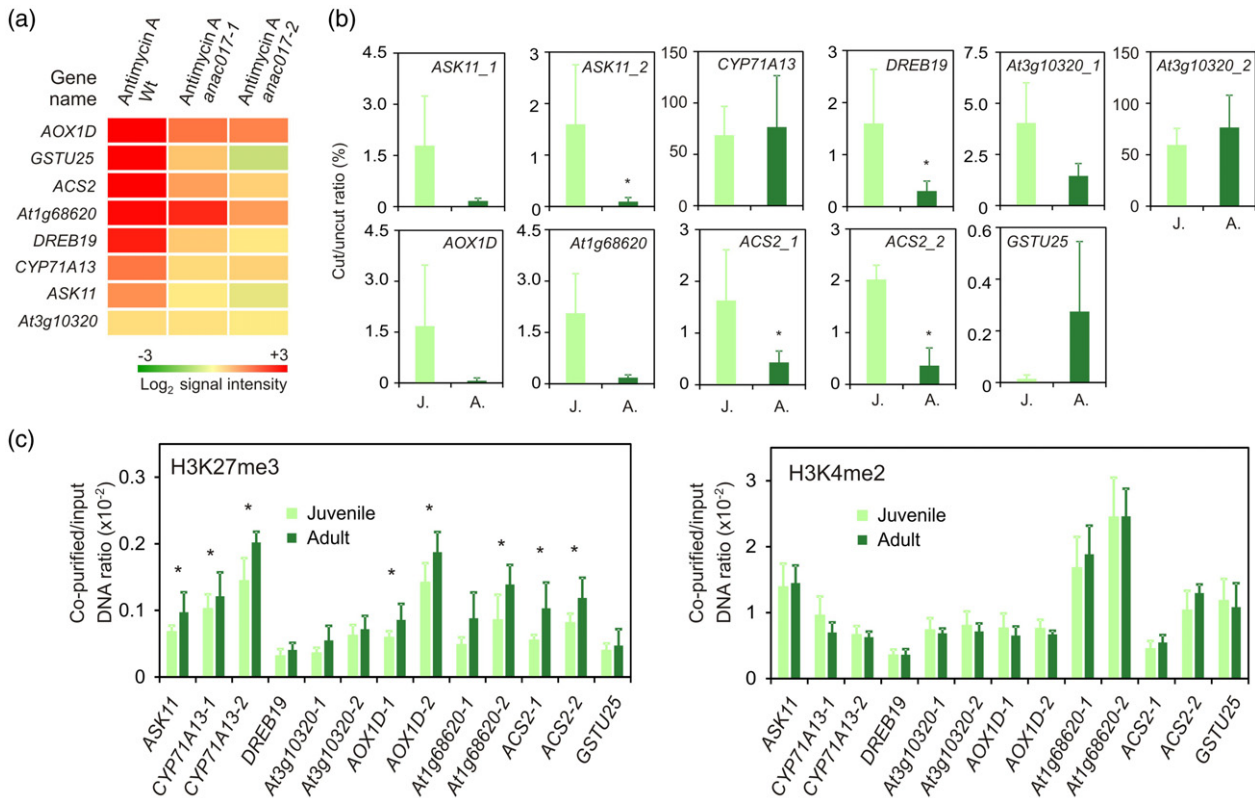 (a)
Gene name
Antimycin A Wt
Antimycin A anac017-1
Antimycin A anac017-2
AOX1D
GSTU25
ACS2
At1g68620
DREB19
CYP71A13
ASK11
At3g10320
-3 +3
Log₂ signal intensity
(b)
Cut/uncut ratio (%)
4.5
3.0
1.5
0
ASK11_1
3
2
1
0
ASK11_2
*
150
100
50
0
CYP71A13
3
2
1
0
DREB19
*
7.5
5.0
2.5
0
At3g10320_1
150
100
50
0
At3g10320_2
J. A.
4.5
3.0
1.5
0
AOX1D
J. A.
4.5
3.0
1.5
0
At1g68620
J. A.
3
2
1
0
ACS2_1
*
J. A.
3
2
1
0
ACS2_2
*
J. A.
0.6
0.4
0.2
0
GSTU25
J. A.
(c)
Co-purified/input
DNA ratio (x10⁻²)
0.3
0.2
0.1
0
H3K27me3
Juvenile
Adult
* * * * * * * *
ASK11
CYP71A13-1
CYP71A13-2
DREB19
At3g10320-1
At3g10320-2
AOX1D-1
AOX1D-2
At1g68620-1
At1g68620-2
ACS2-1
ACS2-2
GSTU25
Co-purified/input
DNA ratio (x10⁻²)
3
2
1
0
H3K4me2
Juvenile
Adult
ASK11
CYP71A13-1
CYP71A13-2
DREB19
At3g10320-1
At3g10320-2
AOX1D-1
AOX1D-2
At1g68620-1
At1g68620-2
ACS2-1
ACS2-2
GSTU25